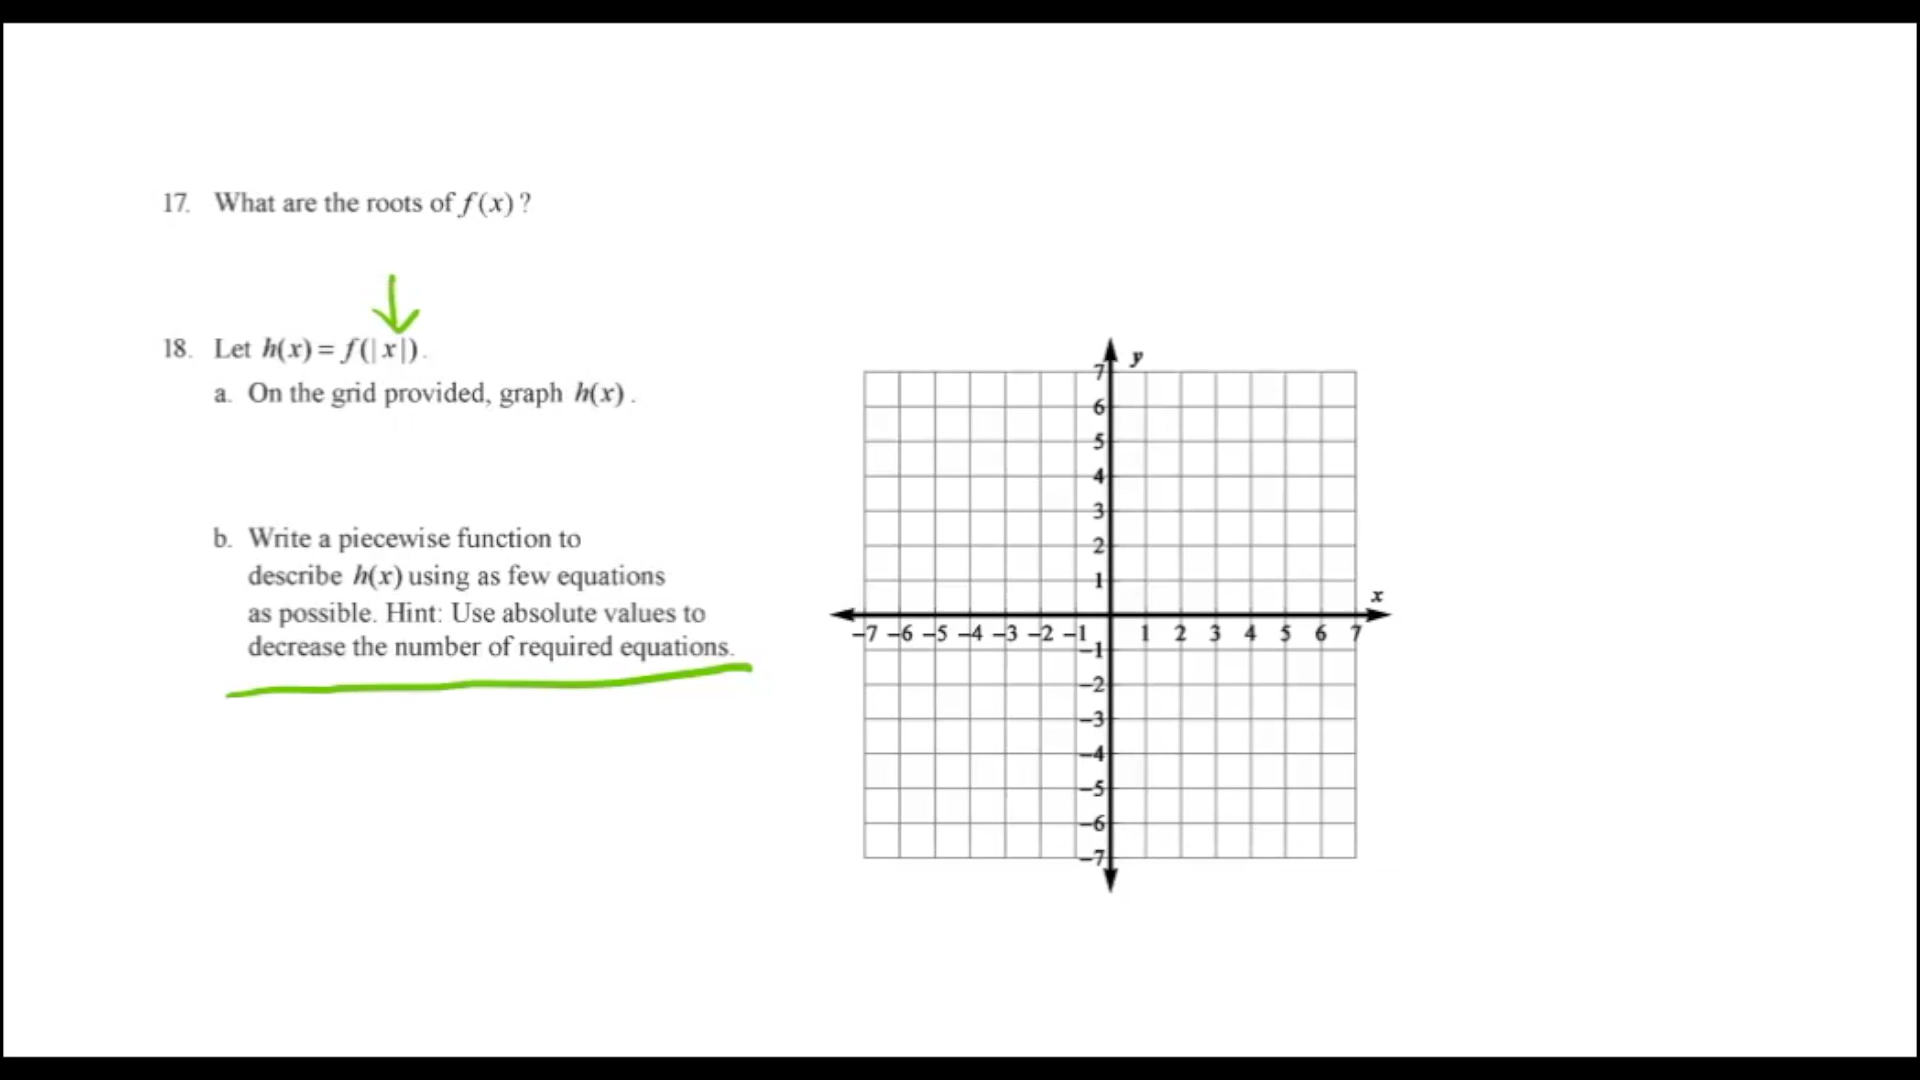 17. What are the roots of f(x)?
18. Let h(x) = f(|x|).
a. On the grid provided, graph h(x).
b. Write a piecewise function to
describe h(x) using as few equations
as possible. Hint: Use absolute values to
decrease the number of required equations.
y
7
6
5
4
3
2
1
x
−7 −6 −5 −4 −3 −2 −1 1 2 3 4 5 6 7
−1
−2
−3
−4
−5
−6
−7